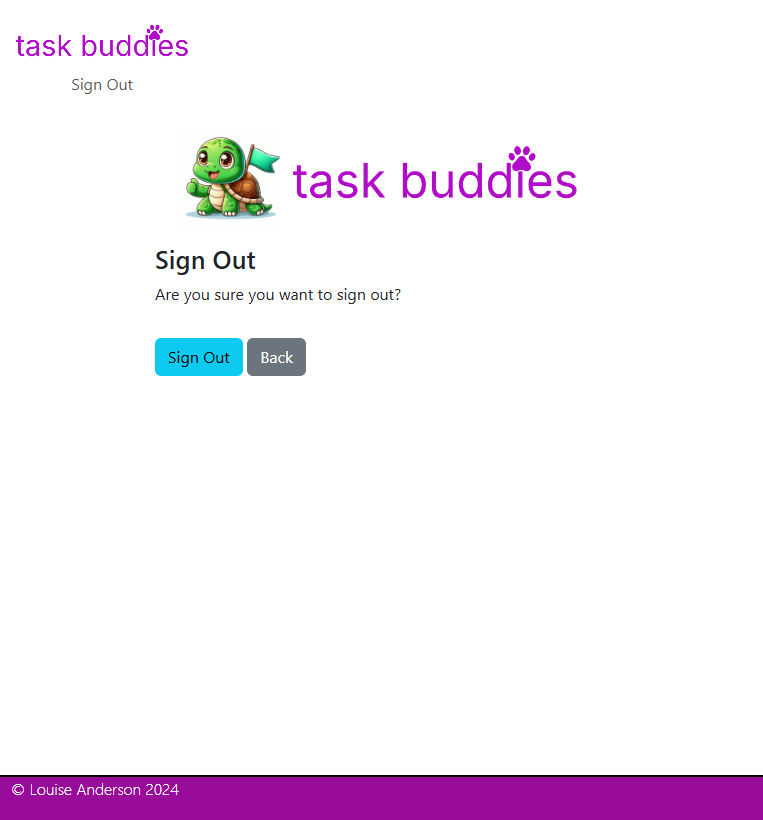 task buddies
Sign Out
task buddies
Sign Out
Are you sure you want to sign out?
Sign Out Back
© Louise Anderson 2024